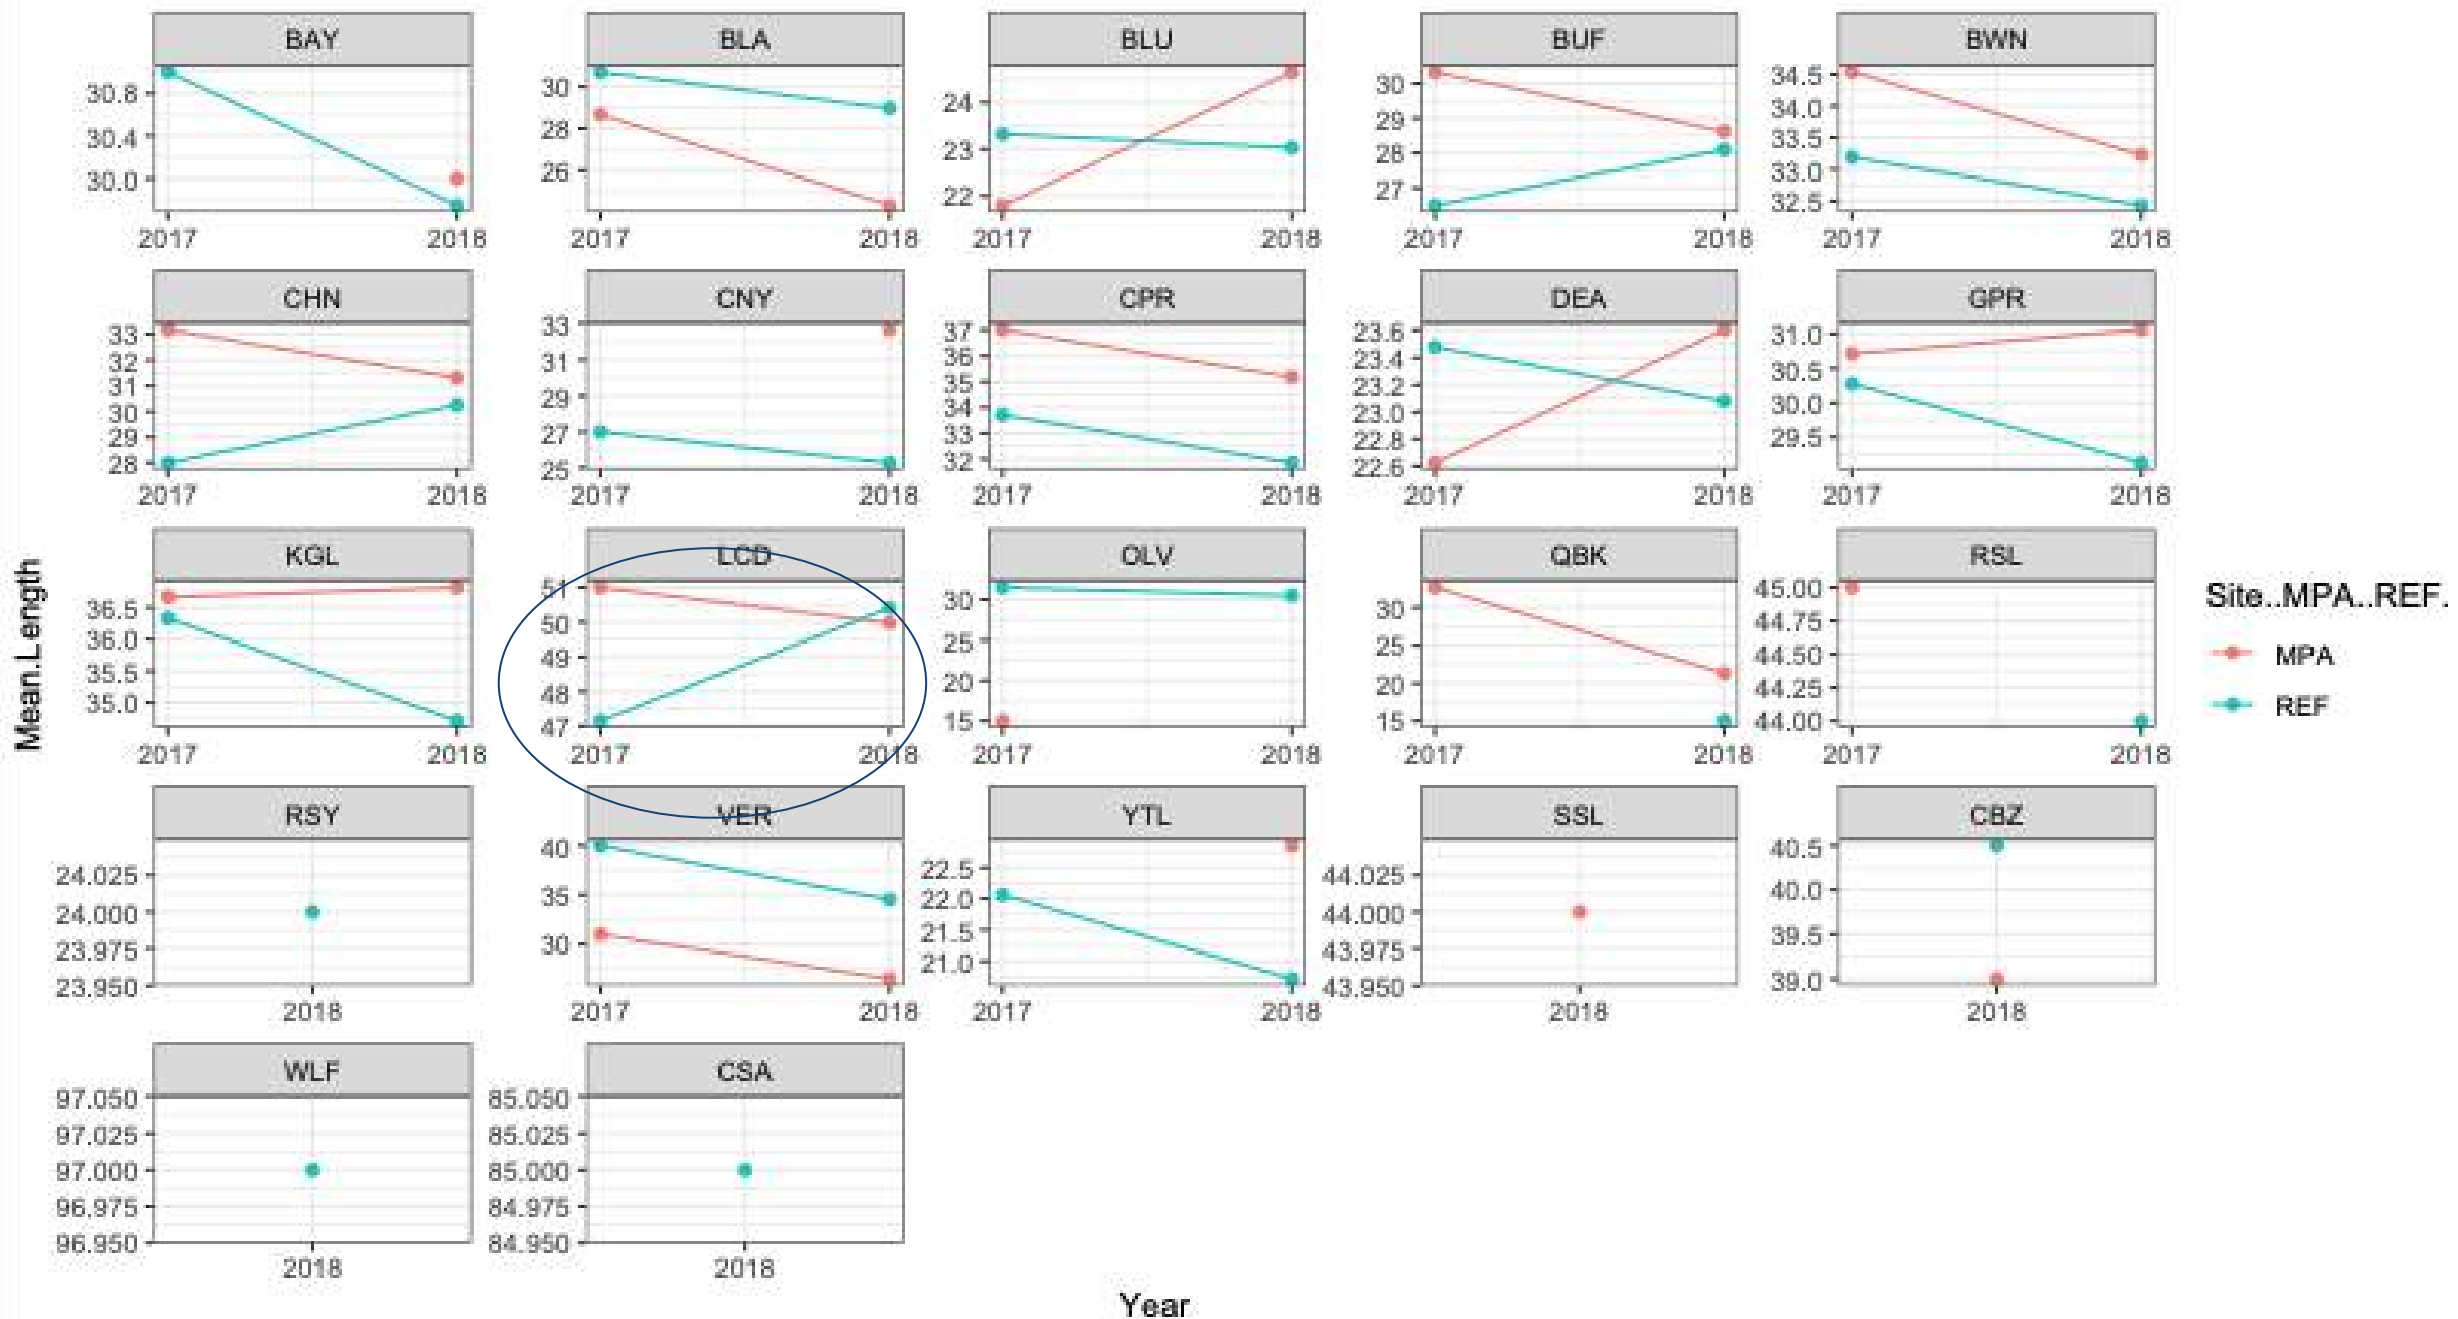 BAY BLA BLU BUF BWN
30.8 30.4 30.0
30 28 26
24 23 22
30 29 28 27
34.5 34.0 33.5 33.0 32.5
2017 2018 2017 2018 2017 2018 2017 2018 2017 2018
CHN CNY CPR DEA GPR
33 32 31 30 29 28
33 31 29 27 25
37 36 35 34 33 32
23.6 23.4 23.2 23.0 22.8 22.6
31.0 30.5 30.0 29.5
2017 2018 2017 2018 2017 2018 2017 2018 2017 2018
Mean.Length
KGL LCD OLV QBK RSL
36.5 36.0 35.5 35.0
51 50 49 48 47
30 25 20 15
30 25 20 15
45.00 44.75 44.50 44.25 44.00
2017 2018 2017 2018 2017 2018 2017 2018 2017 2018
Site..MPA..REF.
MPA
REF
RSY VER YTL SSL CBZ
24.025 24.000 23.975 23.950
40 35 30
22.5 22.0 21.5 21.0
44.025 44.000 43.975 43.950
40.5 40.0 39.5 39.0
2018 2017 2018 2017 2018 2018 2018
WLF CSA
97.050 97.025 97.000 96.975 96.950
85.050 85.025 85.000 84.975 84.950
2018 2018
Year